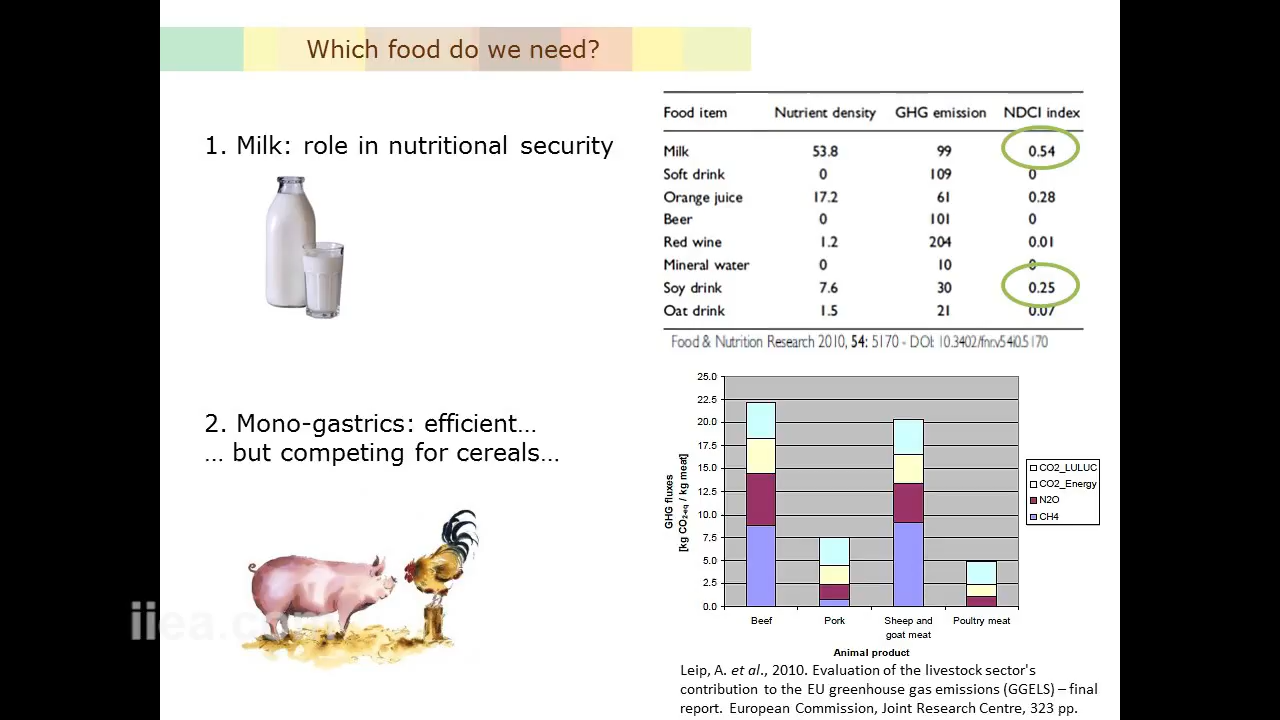 Which food do we need?
1. Milk: role in nutritional security
Food item Nutrient density GHG emission NDCI index
Milk 53.8 99 0.54
Soft drink 0 109 0
Orange juice 17.2 61 0.28
Beer 0 101 0
Red wine 1.2 204 0.01
Mineral water 0 10 0
Soy drink 7.6 30 0.25
Oat drink 1.5 21 0.07
Food & Nutrition Research 2010, 54: 5170 - DOI: 10.3402/fnr.v54i0.5170
2. Mono-gastrics: efficient…
… but competing for cereals…
GHG fluxes
[kg CO2-eq / kg meat]
25.0
22.5
20.0
17.5
15.0
12.5
10.0
7.5
5.0
2.5
0.0
CO2_LULUC
CO2_Energy
N2O
CH4
Beef Pork Sheep and goat meat Poultry meat
Animal product
Leip, A. et al., 2010. Evaluation of the livestock sector's
contribution to the EU greenhouse gas emissions (GGELS) – final
report. European Commission, Joint Research Centre, 323 pp.
iiea.com